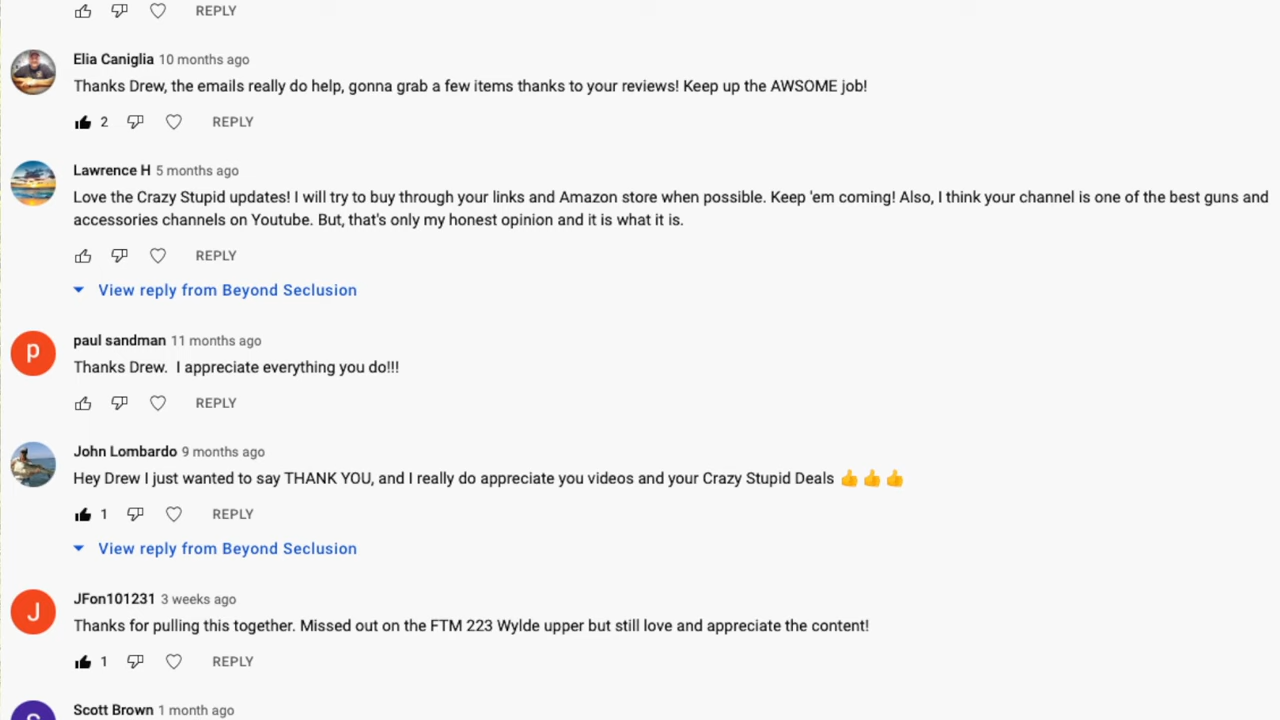 REPLY
Elia Caniglia 10 months ago
Thanks Drew, the emails really do help, gonna grab a few items thanks to your reviews! Keep up the AWSOME job!
2 REPLY
Lawrence H 5 months ago
Love the Crazy Stupid updates! I will try to buy through your links and Amazon store when possible. Keep 'em coming! Also, I think your channel is one of the best guns and
accessories channels on Youtube. But, that's only my honest opinion and it is what it is.
REPLY
View reply from Beyond Seclusion
p
paul sandman 11 months ago
Thanks Drew. I appreciate everything you do!!!
REPLY
John Lombardo 9 months ago
Hey Drew I just wanted to say THANK YOU, and I really do appreciate you videos and your Crazy Stupid Deals 👍👍👍
1 REPLY
View reply from Beyond Seclusion
J
JFon101231 3 weeks ago
Thanks for pulling this together. Missed out on the FTM 223 Wylde upper but still love and appreciate the content!
1 REPLY
Scott Brown 1 month ago